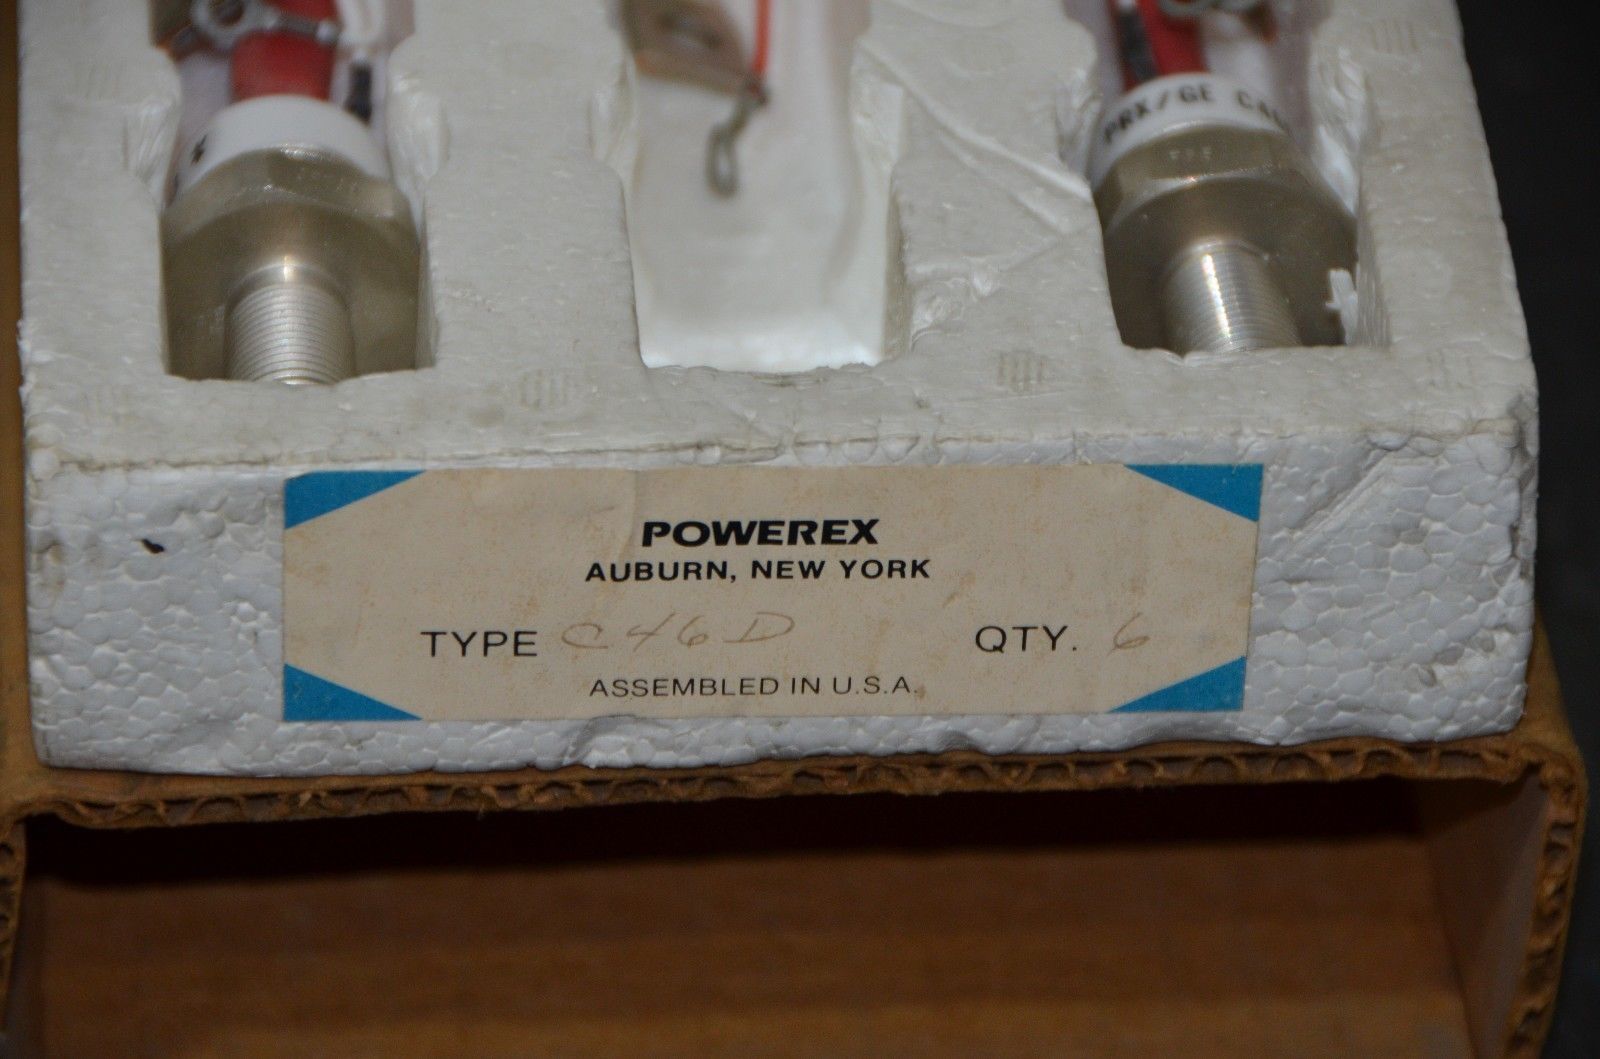 PRX/GE
POWEREX
AUBURN, NEW YORK
TYPE C46D QTY. 6
ASSEMBLED IN U.S.A.